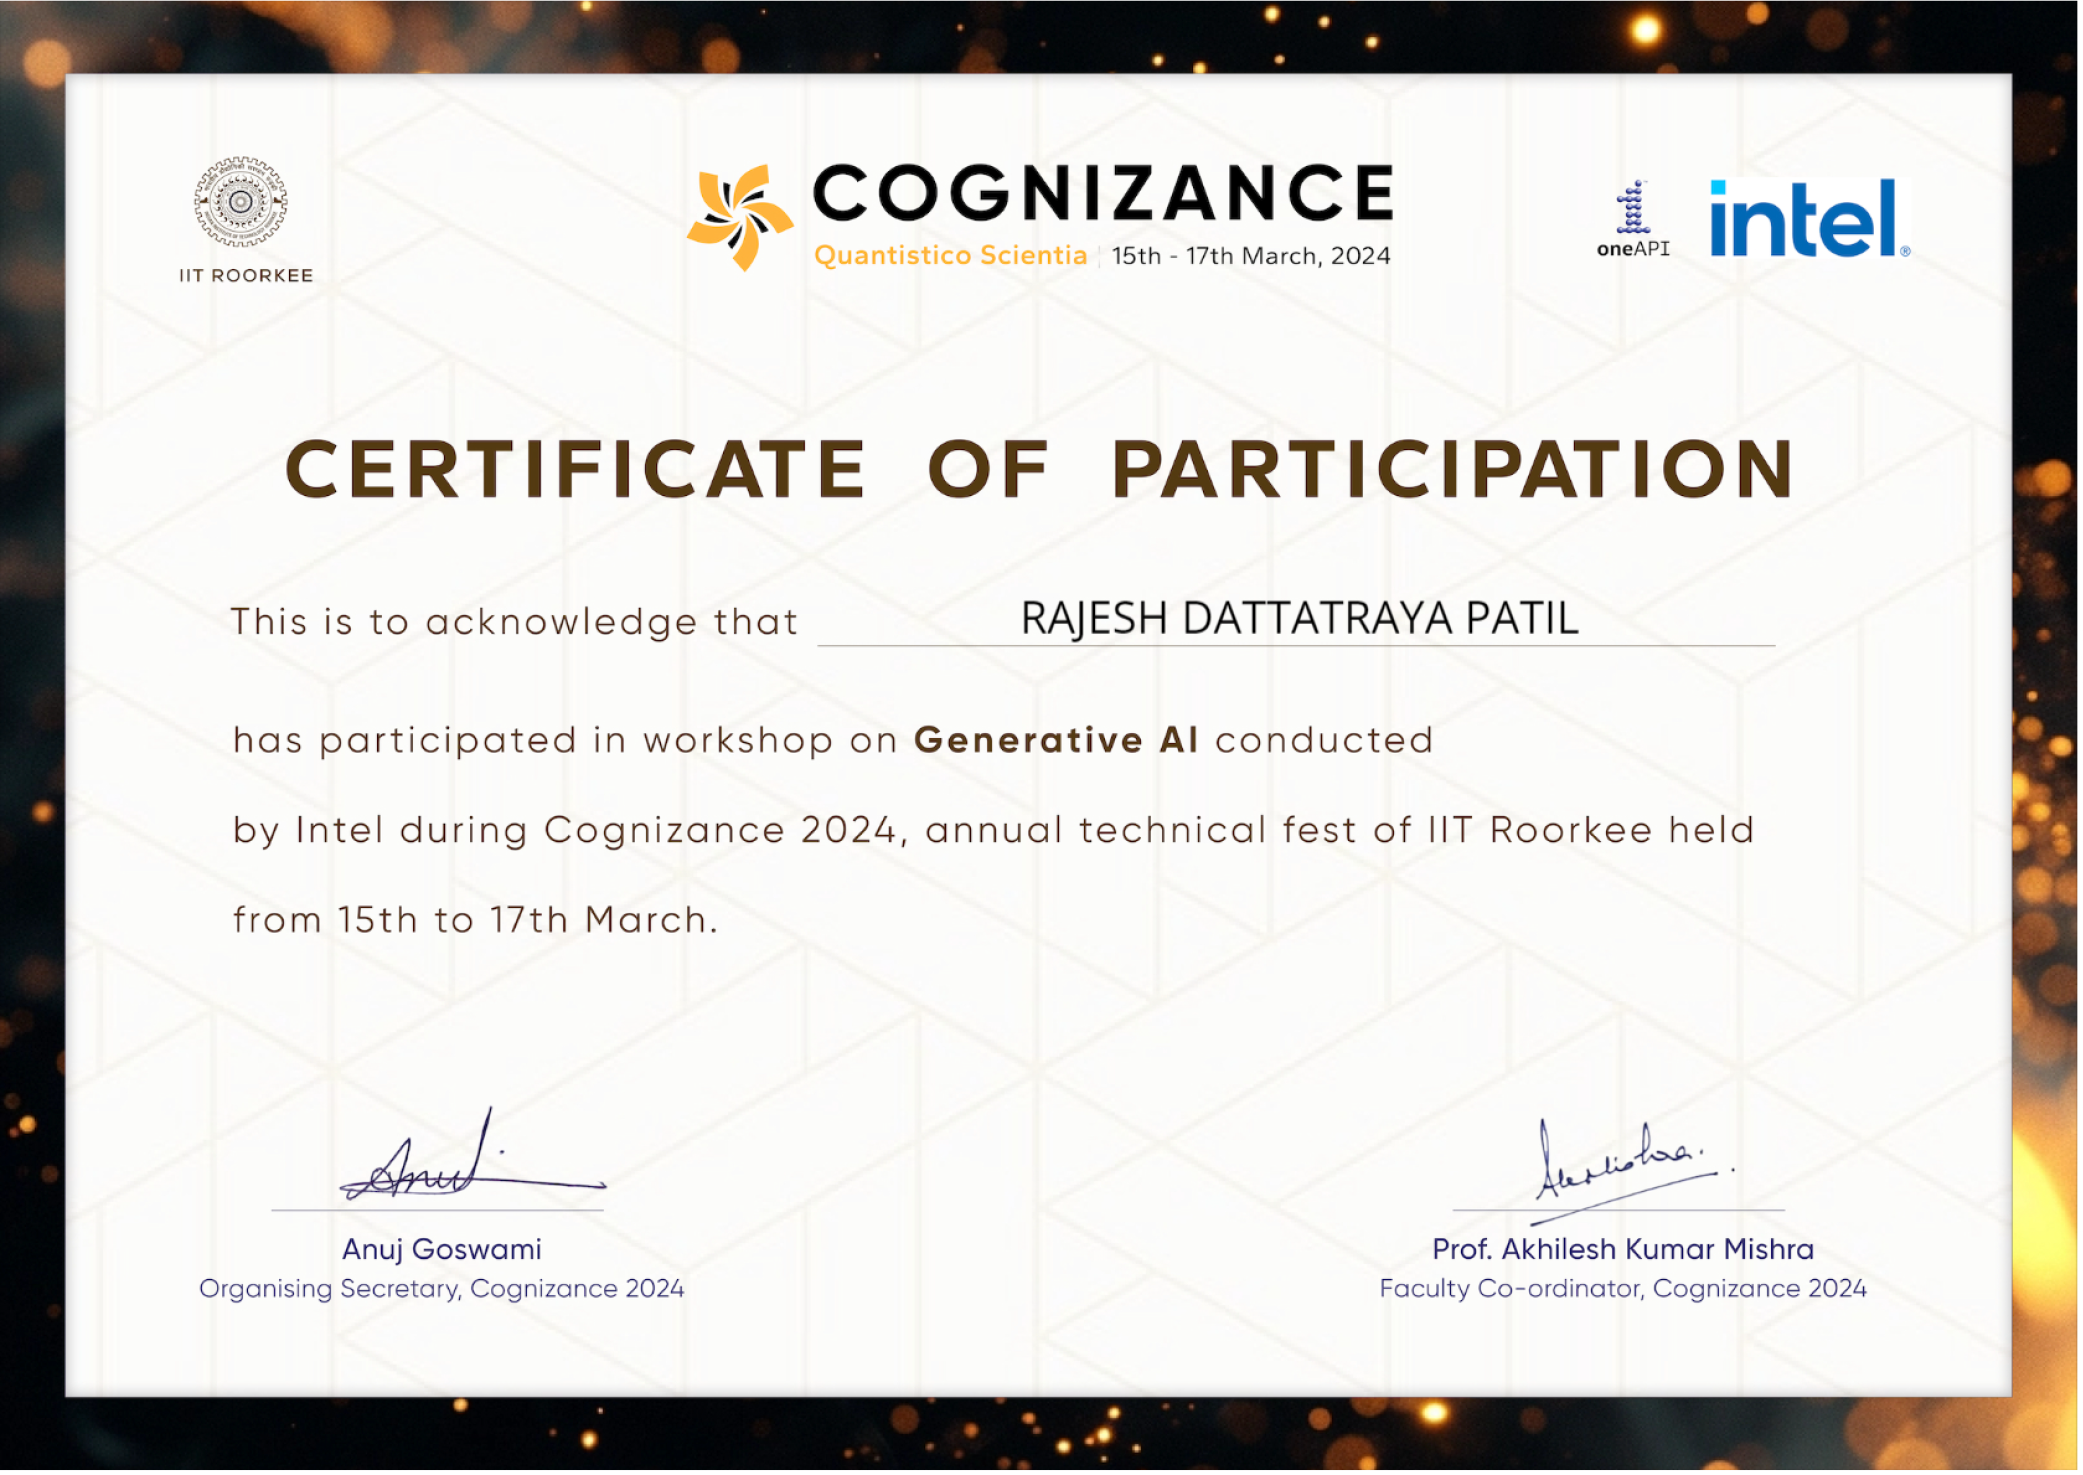 COGNIZANCE
Quantistico Scientia | 15th - 17th March, 2024
IIT ROORKEE
oneAPI
intel®
CERTIFICATE OF PARTICIPATION
This is to acknowledge that RAJESH DATTATRAYA PATIL
has participated in workshop on Generative AI conducted
by Intel during Cognizance 2024, annual technical fest of IIT Roorkee held
from 15th to 17th March.
Anuj Goswami
Organising Secretary, Cognizance 2024
Prof. Akhilesh Kumar Mishra
Faculty Co-ordinator, Cognizance 2024